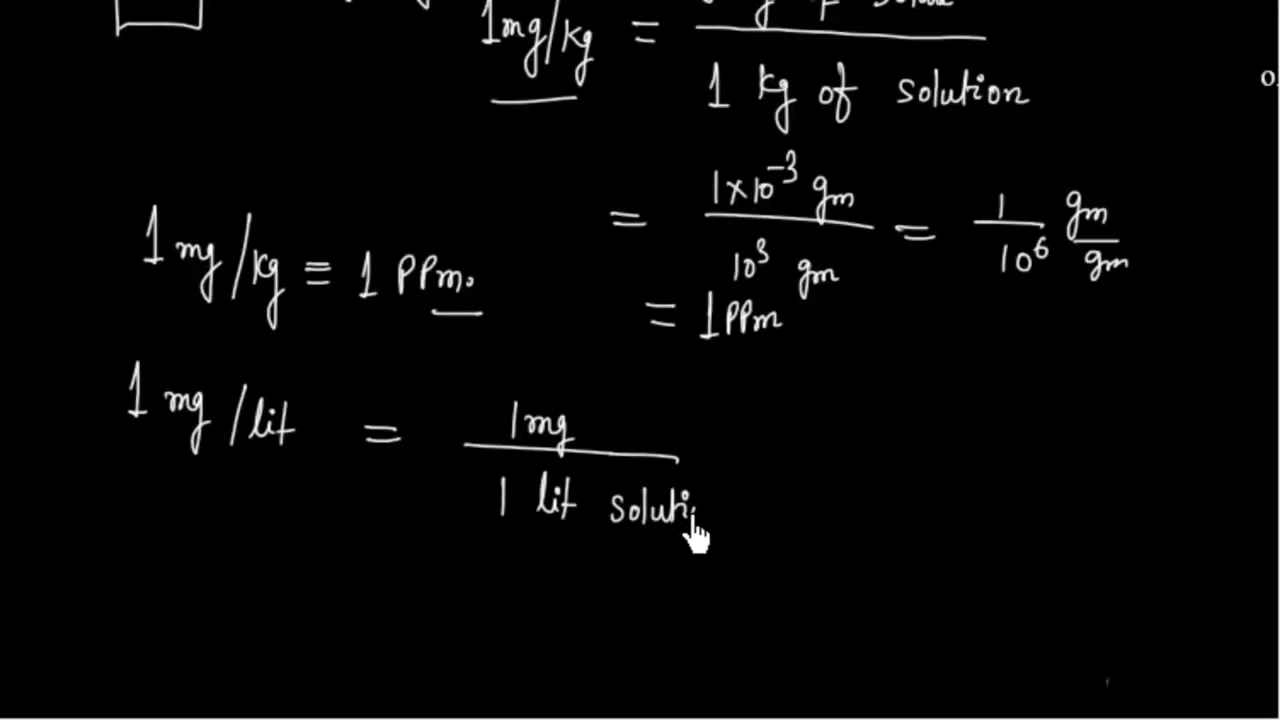 1mg/kg =
1 kg of solution
0.
= 1×10⁻³ gm / 10³ gm = 1/10⁶ gm/gm
1 mg/kg ≡ 1 PPm.
= 1PPm
1 mg/lit = 1mg
1 lit soluti